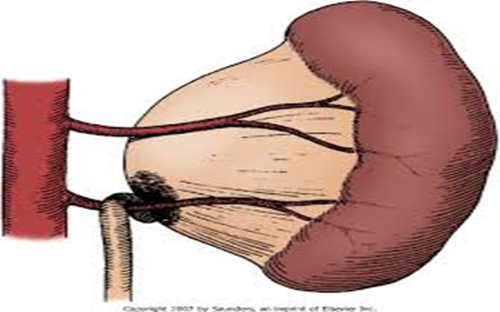 Copyright 2007 by Saunders, an imprint of Elsevier Inc.